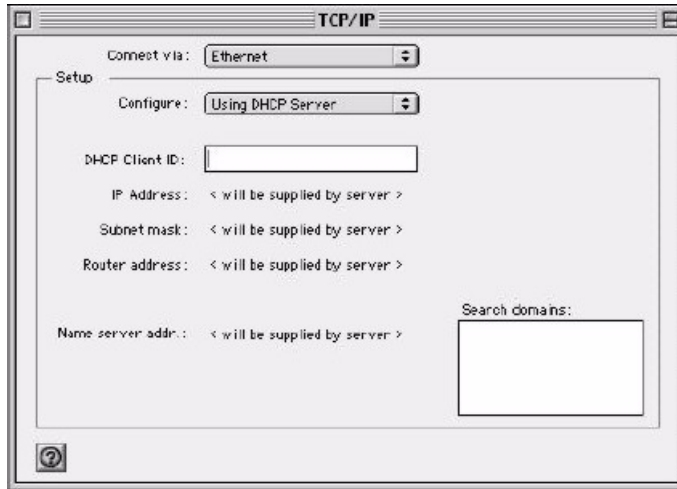 TCP/IP
Connect via: Ethernet
Setup
Configure: Using DHCP Server
DHCP Client ID:
IP Address: < will be supplied by server >
Subnet mask: < will be supplied by server >
Router address: < will be supplied by server >
Search domains:
Name server addr.: < will be supplied by server >
?